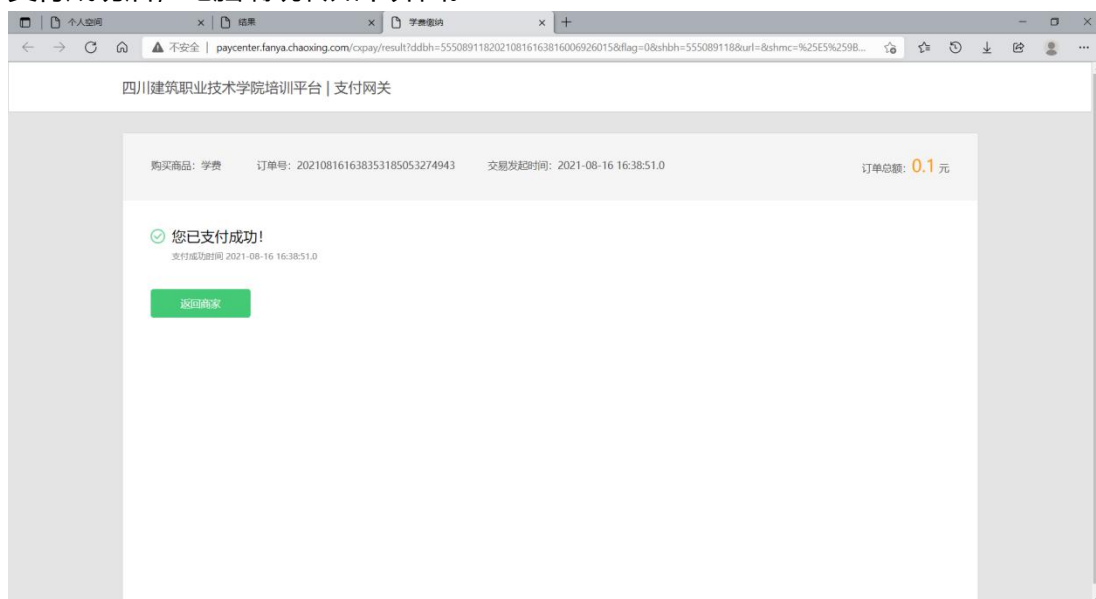 个人空间
结果
学费缴纳
不安全 | paycenter.fanya.chaoxing.com/cxpay/result?ddbh=55508911820210816163816006926015&flag=0&shbh=555089118&url=&shmc=%25E5%259B...
四川建筑职业技术学院培训平台 | 支付网关
购买商品：学费 订单号：20210816163835318505327​4943 交易发起时间：2021-08-16 16:38:51.0 订单总额：0.1 元
您已支付成功！
支付成功时间 2021-08-16 16:38:51.0
返回商家